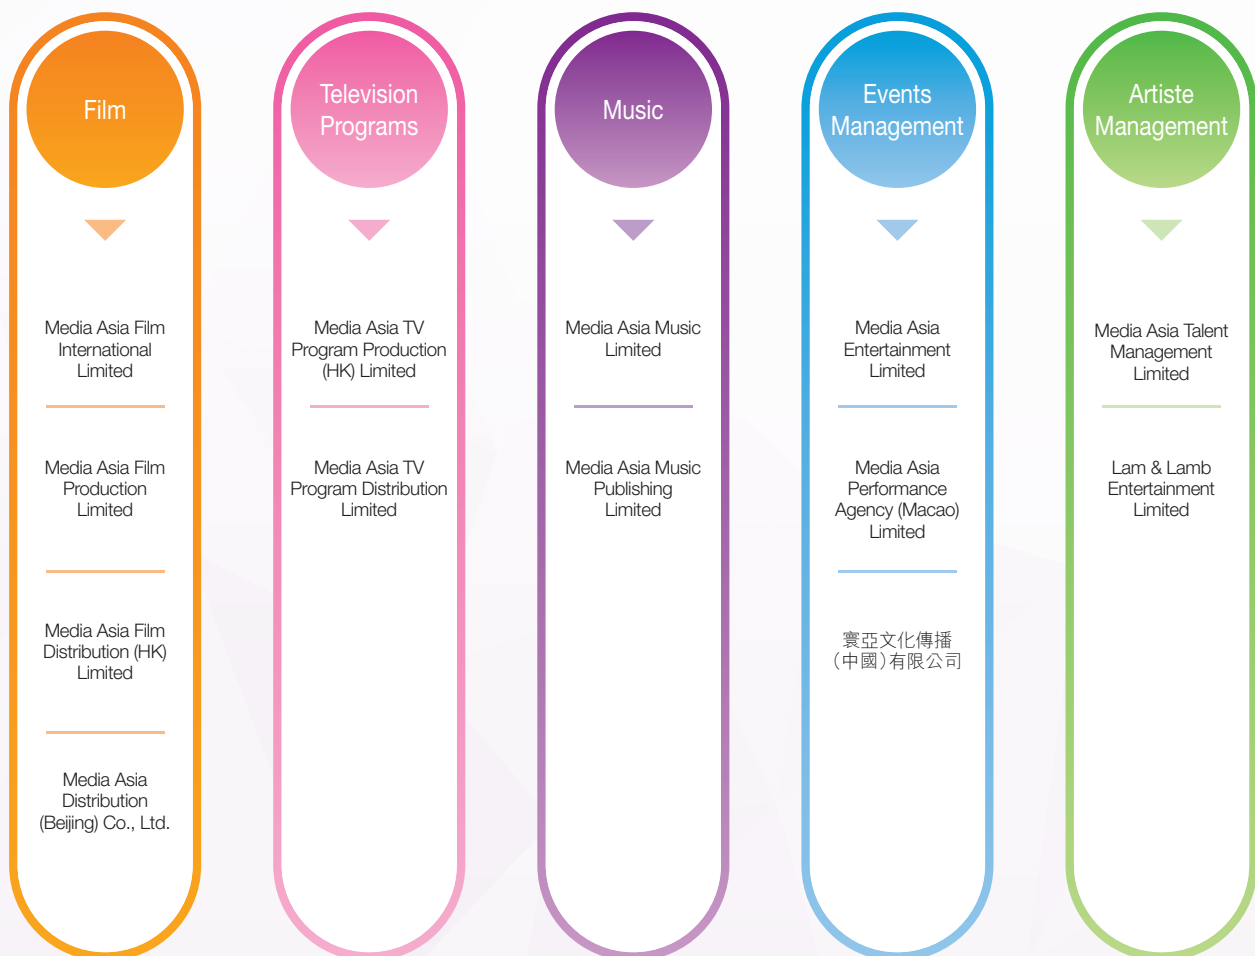 Film
Media Asia Film
International
Limited
Media Asia Film
Production
Limited
Media Asia Film
Distribution (HK)
Limited
Media Asia
Distribution
(Beijing) Co., Ltd.
Television
Programs
Media Asia TV
Program Production
(HK) Limited
Media Asia TV
Program Distribution
Limited
Music
Media Asia Music
Limited
Media Asia Music
Publishing
Limited
Events
Management
Media Asia
Entertainment
Limited
Media Asia
Performance
Agency (Macao)
Limited
寰亞文化傳播
（中國）有限公司
Artiste
Management
Media Asia Talent
Management
Limited
Lam & Lamb
Entertainment
Limited